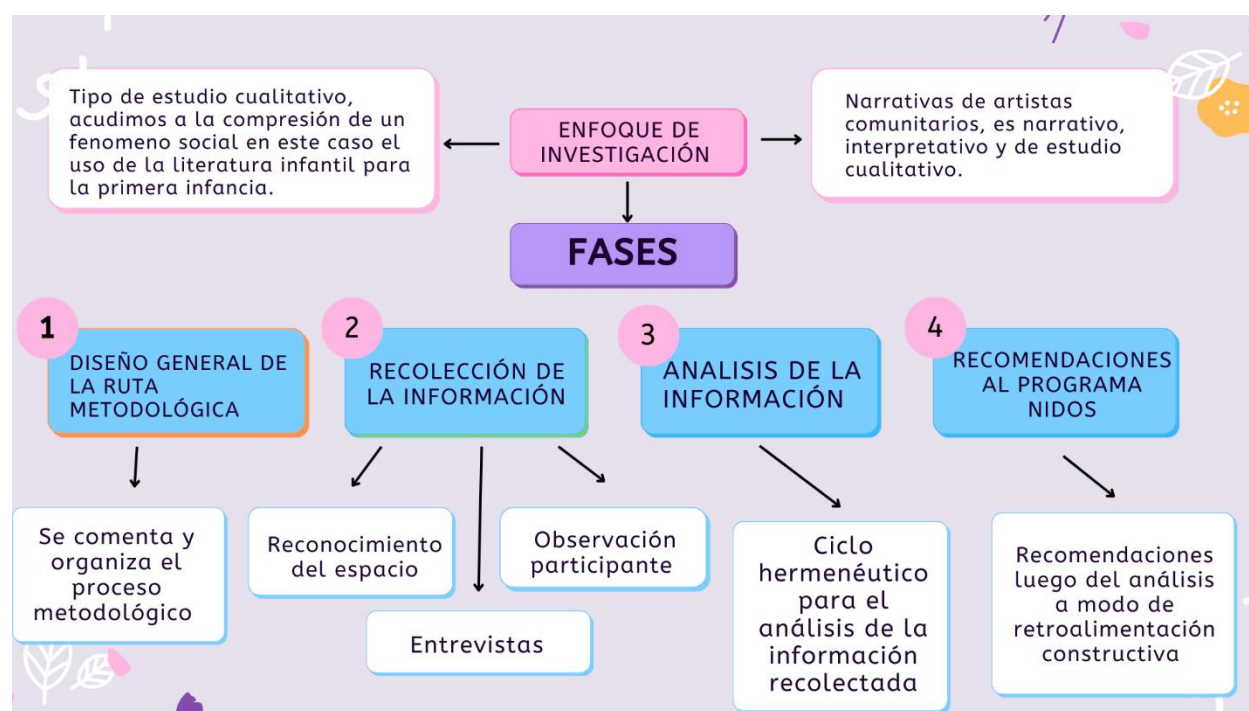 Tipo de estudio cualitativo,
acudimos a la compresión de un
fenomeno social en este caso el
uso de la literatura infantil para
la primera infancia.
ENFOQUE DE
INVESTIGACIÓN
Narrativas de artistas
comunitarios, es narrativo,
interpretativo y de estudio
cualitativo.
FASES
1
DISEÑO GENERAL DE
LA RUTA
METODOLÓGICA
2
RECOLECCIÓN DE
LA INFORMACIÓN
3
ANALISIS DE LA
INFORMACIÓN
4
RECOMENDACIONES
AL PROGRAMA
NIDOS
Se comenta y
organiza el
proceso
metodológico
Reconocimiento
del espacio
Entrevistas
Observación
participante
Ciclo
hermenéutico
para el
análisis de la
información
recolectada
Recomendaciones
luego del análisis
a modo de
retroalimentación
constructiva